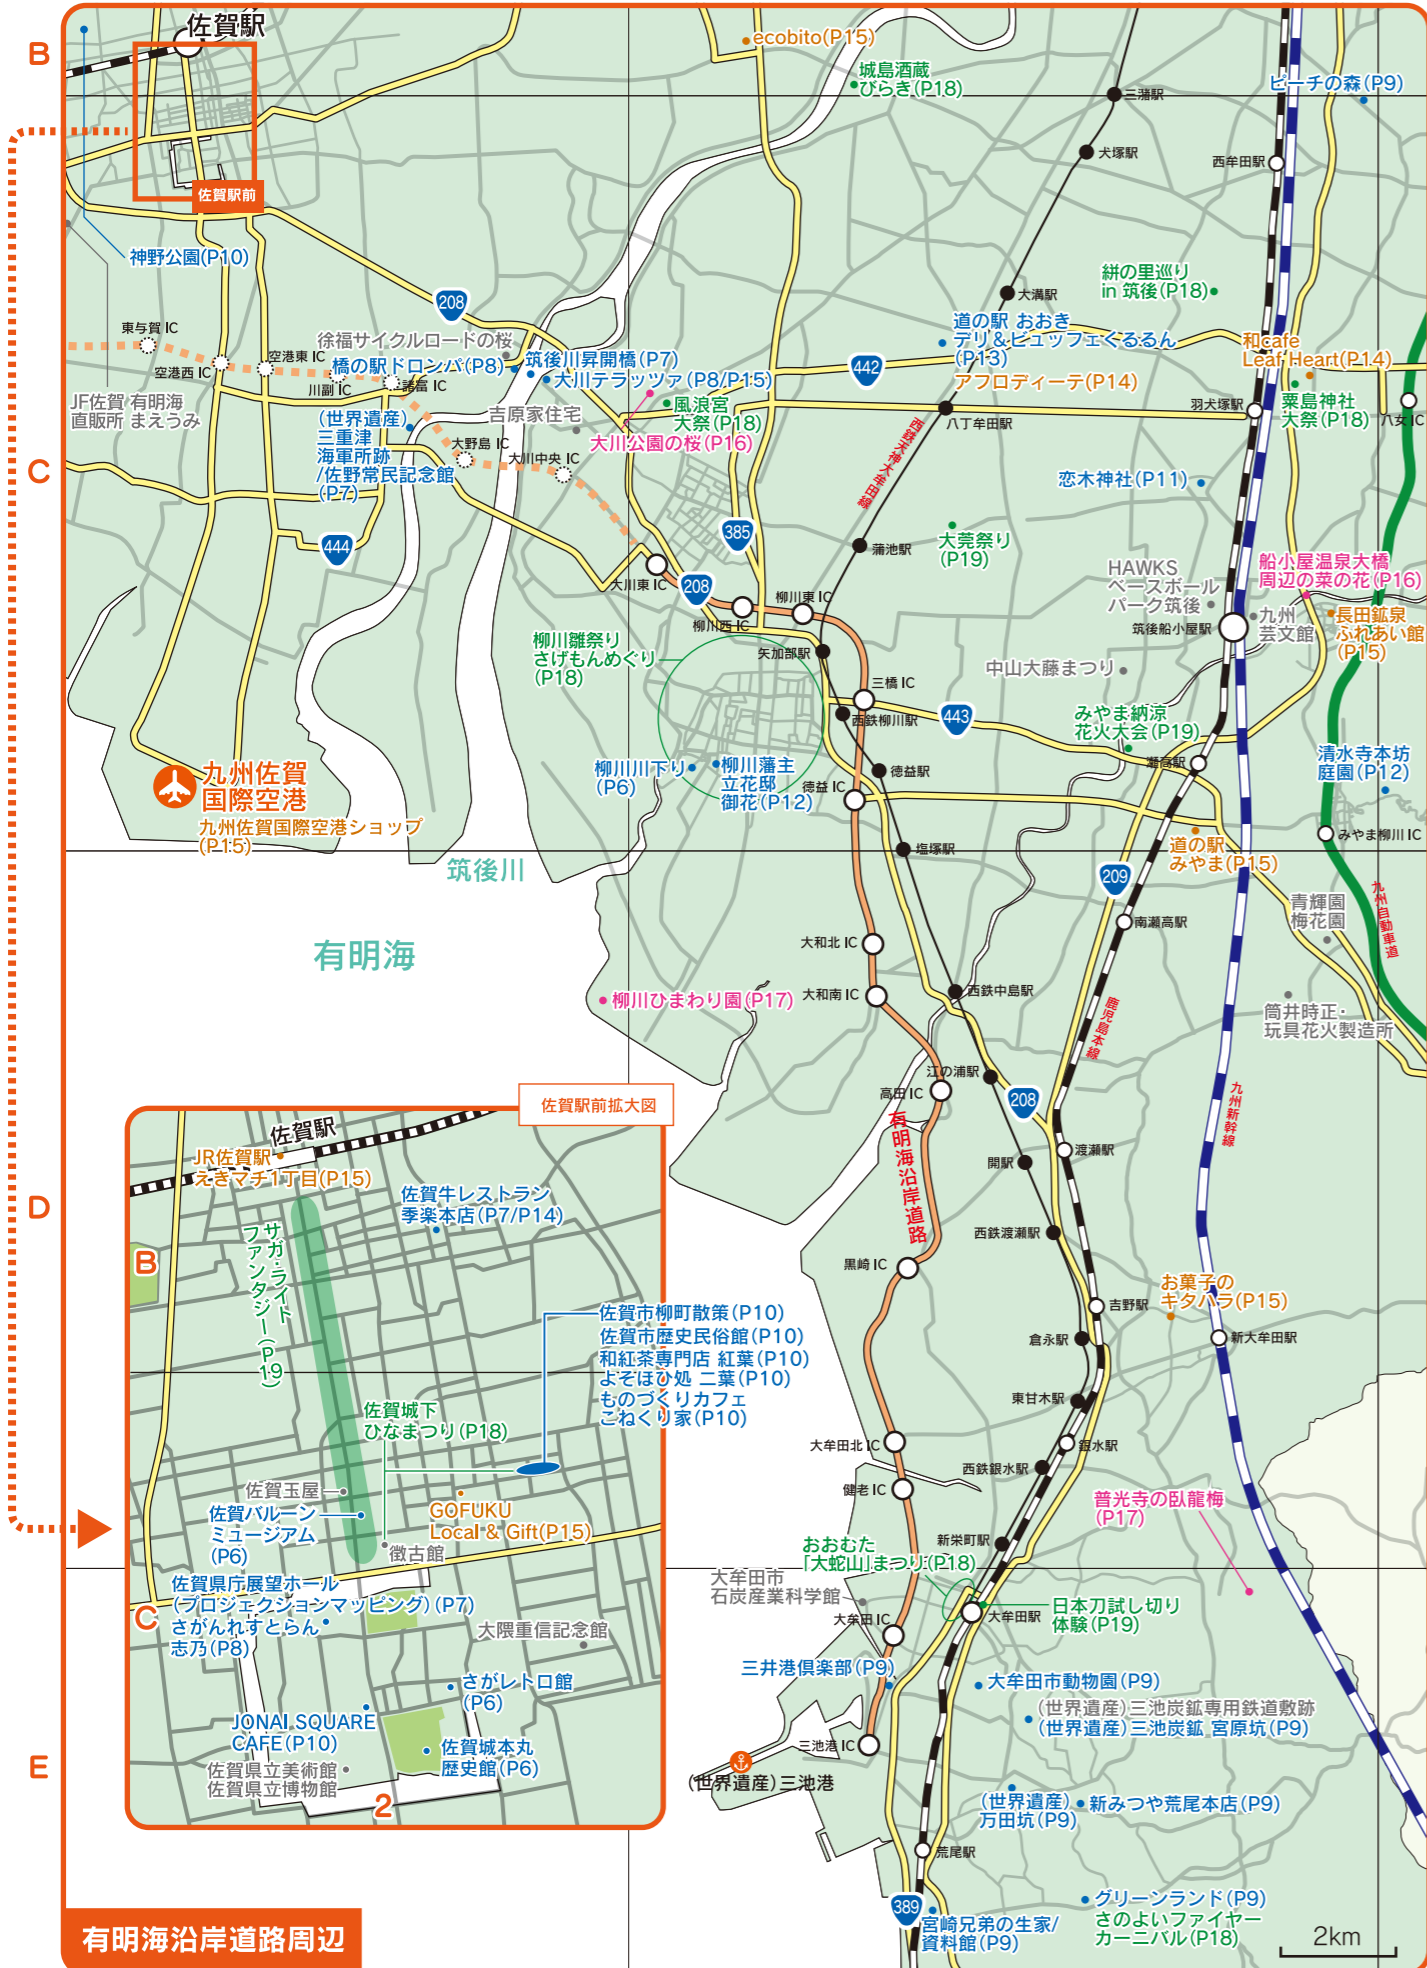 佐賀駅
B
ecobito(P15)
城島酒蔵
びらき(P18)
三潴駅
ピーチの森(P9)
犬塚駅
西牟田駅
佐賀駅前
神野公園(P10)
絣の里巡り
in 筑後(P18)
大溝駅
208
東与賀 IC
徐福サイクルロードの桜
空港東 IC
橋の駅ドロンパ(P8)
筑後川昇開橋(P7)
道の駅 おおき
デリ&ビュッフェくるるん
(P13)
和cafe
Leaf Heart(P14)
空港西 IC
川副 IC
諸富 IC
大川テラッツァ(P8/P15)
442
アフロディーテ(P14)
JF佐賀 有明海
直販所 まえうみ
吉原家住宅
風浪宮
大祭(P18)
羽犬塚駅
粟島神社
大祭(P18)
八女 IC
(世界遺産)
三重津
海軍所跡
/佐野常民記念館
(P7)
大川公園の桜(P16)
八丁牟田駅
西鉄天神大牟田線
大野島 IC
大川中央 IC
C
恋木神社(P11)
444
385
蒲池駅
大莞祭り
(P19)
HAWKS
ベースボール
パーク筑後
船小屋温泉大橋
周辺の菜の花(P16)
大川東 IC
208
柳川西 IC
柳川東 IC
筑後船小屋駅
九州
芸文館
長田鉱泉
ふれあい館
(P15)
柳川雛祭り
さげもんめぐり
(P18)
矢加部駅
三橋 IC
中山大藤まつり
西鉄柳川駅
443
みやま納涼
花火大会(P19)
瀬高駅
清水寺本坊
庭園(P12)
九州佐賀
国際空港
柳川川下り
(P6)
柳川藩主
立花邸
御花(P12)
徳益駅
徳益 IC
九州佐賀国際空港ショップ
(P15)
道の駅
みやま(P15)
みやま柳川 IC
筑後川
塩塚駅
209
九州自動車道
青輝園
梅花園
有明海
大和北 IC
南瀬高駅
柳川ひまわり園(P17)
大和南 IC
西鉄中島駅
鹿児島本線
筒井時正・
玩具花火製造所
江の浦駅
高田 IC
208
九州新幹線
佐賀駅前拡大図
佐賀駅
JR佐賀駅
えきマチ1丁目(P15)
有明海沿岸道路
渡瀬駅
開駅
D
佐賀牛レストラン
季楽本店(P7/P14)
サガ・ライト
ファンタジー(P19)
西鉄渡瀬駅
B
黒崎 IC
お菓子の
キタハラ(P15)
吉野駅
佐賀市柳町散策(P10)
佐賀市歴史民俗館(P10)
和紅茶専門店 紅葉(P10)
よそほひ処 二葉(P10)
ものづくりカフェ
こねくり家(P10)
倉永駅
新大牟田駅
東甘木駅
佐賀城下
ひなまつり(P18)
大牟田北 IC
銀水駅
西鉄銀水駅
佐賀玉屋
健老 IC
普光寺の臥龍梅
(P17)
佐賀バルーン
ミュージアム
(P6)
GOFUKU
Local & Gift(P15)
徴古館
新栄町駅
おおむた
「大蛇山」まつり(P18)
大牟田市
石炭産業科学館
佐賀県庁展望ホール
(プロジェクションマッピング)(P7)
C
さがんれすとらん
志乃(P8)
大隈重信記念館
大牟田 IC
大牟田駅
日本刀試し切り
体験(P19)
三井港倶楽部(P9)
大牟田市動物園(P9)
さがレトロ館
(P6)
(世界遺産)三池炭鉱専用鉄道敷跡
(世界遺産)三池炭鉱 宮原坑(P9)
JONAI SQUARE
CAFE(P10)
佐賀城本丸
歴史館(P6)
三池港 IC
E
佐賀県立美術館
佐賀県立博物館
(世界遺産)三池港
2
(世界遺産)
万田坑(P9)
新みつや荒尾本店(P9)
荒尾駅
389
宮崎兄弟の生家/
資料館(P9)
グリーンランド(P9)
さのよいファイヤー
カーニバル(P18)
有明海沿岸道路周辺
2km